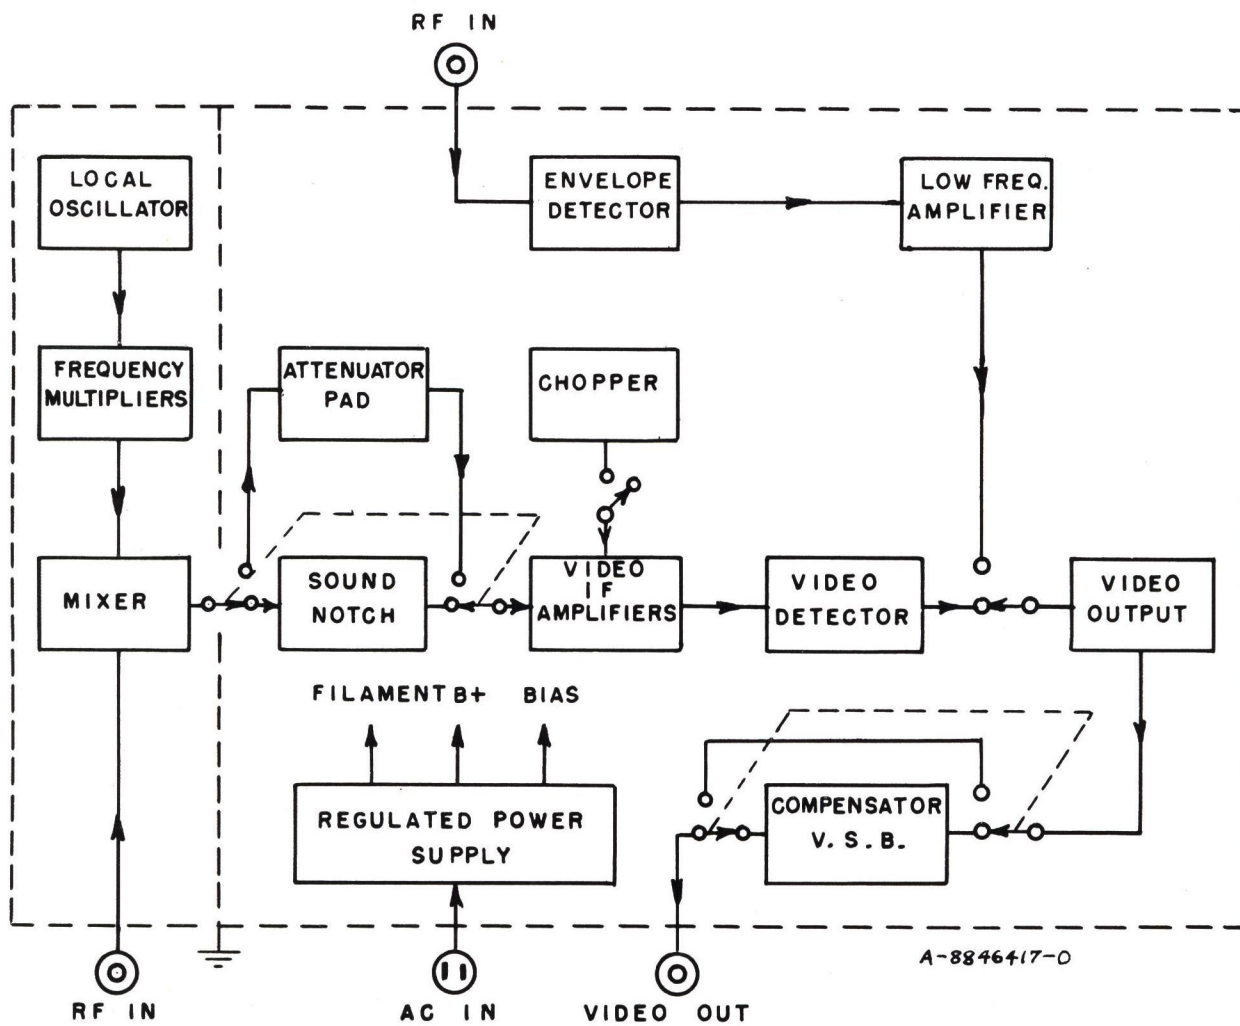 RF IN
LOCAL
OSCILLATOR
ENVELOPE
DETECTOR
LOW FREQ.
AMPLIFIER
FREQUENCY
MULTIPLIERS
ATTENUATOR
PAD
CHOPPER
MIXER
SOUND
NOTCH
VIDEO
IF
AMPLIFIERS
VIDEO
DETECTOR
VIDEO
OUTPUT
FILAMENT B+ BIAS
REGULATED POWER
SUPPLY
COMPENSATOR
V.S.B.
A-8846417-0
RF IN
AC IN
VIDEO OUT